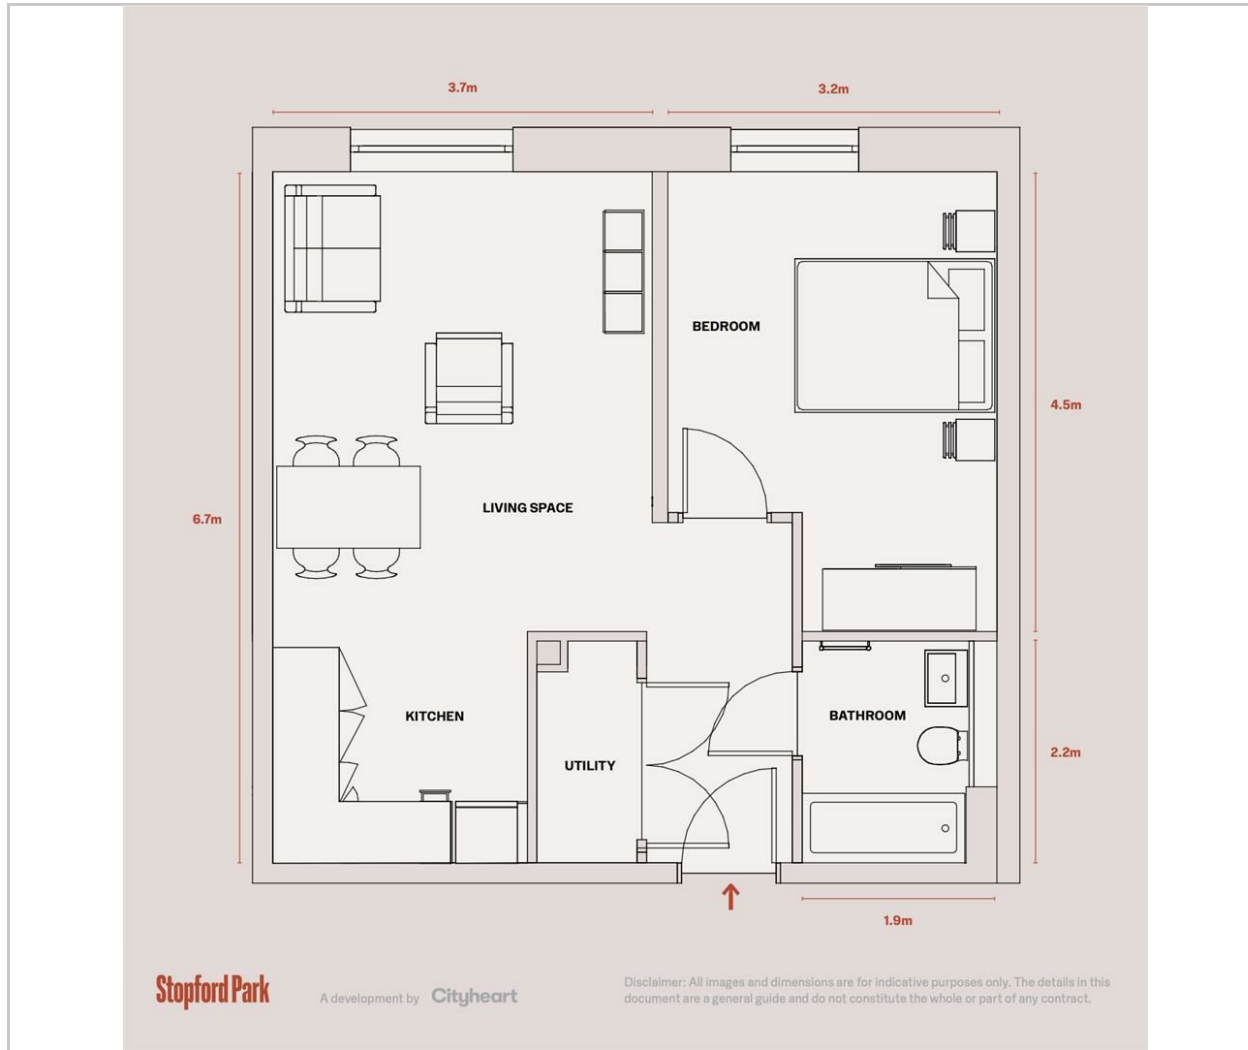 3.7m
3.2m
BEDROOM
4.5m
LIVING SPACE
6.7m
KITCHEN
BATHROOM
2.2m
UTILITY
1.9m
Stopford Park
A development by Cityheart
Disclaimer: All images and dimensions are for indicative purposes only. The details in this
document are a general guide and do not constitute the whole or part of any contract.